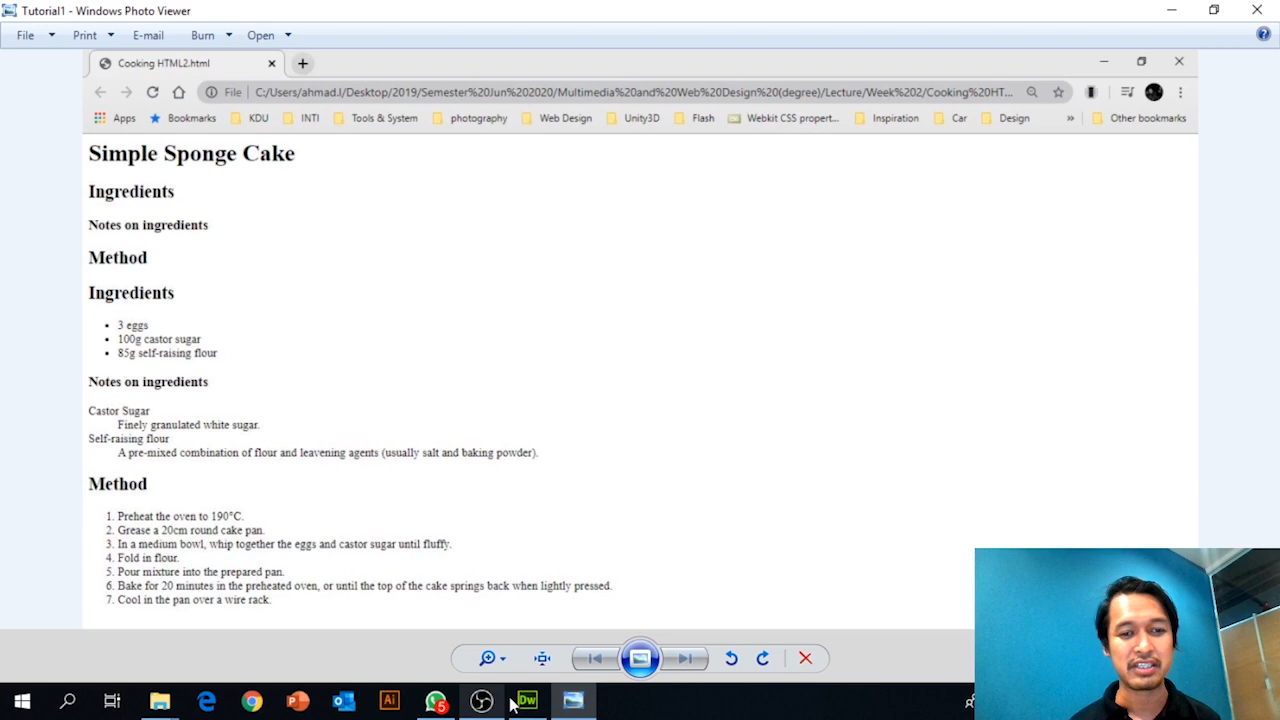 Tutorial1 - Windows Photo Viewer
File Print E-mail Burn Open
Cooking HTML2.html
File C:/Users/ahmad.l/Desktop/2019/Semester%20Jun%202020/Multimedia%20and%20Web%20Design%20(degree)/Lecture/Week%202/Cooking%20HT...
Apps Bookmarks KDU INTI Tools & System photography Web Design Unity3D Flash Webkit CSS propert... Inspiration Car Design » Other bookmarks
Simple Sponge Cake
Ingredients
Notes on ingredients
Method
Ingredients
• 3 eggs
• 100g castor sugar
• 85g self-raising flour
Notes on ingredients
Castor Sugar
Finely granulated white sugar.
Self-raising flour
A pre-mixed combination of flour and leavening agents (usually salt and baking powder).
Method
1. Preheat the oven to 190°C.
2. Grease a 20cm round cake pan.
3. In a medium bowl, whip together the eggs and castor sugar until fluffy.
4. Fold in flour.
5. Pour mixture into the prepared pan.
6. Bake for 20 minutes in the preheated oven, or until the top of the cake springs back when lightly pressed.
7. Cool in the pan over a wire rack.
Ai 5 Dw